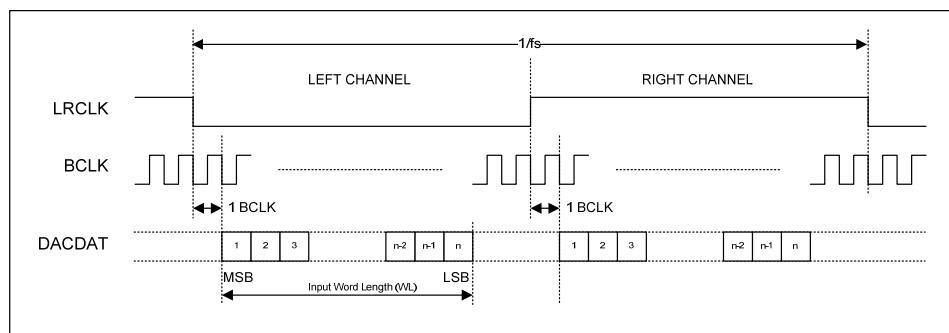 1/fs
LEFT CHANNEL RIGHT CHANNEL
LRCLK
BCLK
1 BCLK 1 BCLK
DACDAT 1 2 3 n-2 n-1 n 1 2 3 n-2 n-1 n
MSB LSB
Input Word Length (WL)